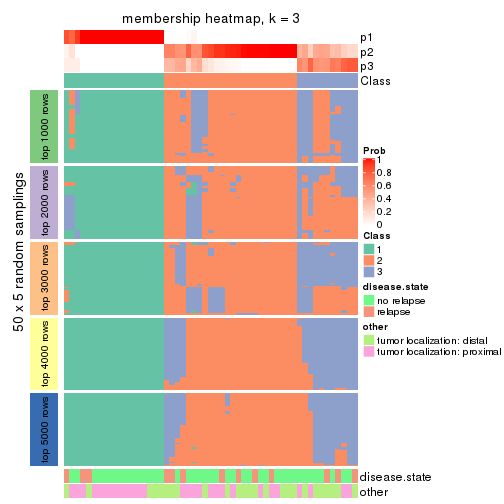 membership heatmap, k = 3
p1
p2
p3
Class
50 x 5 random samplings
top 1000 rows
top 2000 rows
top 3000 rows
top 4000 rows
top 5000 rows
disease.state
other
Prob
1
0.8
0.6
0.4
0.2
0
Class
1
2
3
disease.state
no relapse
relapse
other
tumor localization: distal
tumor localization: proximal